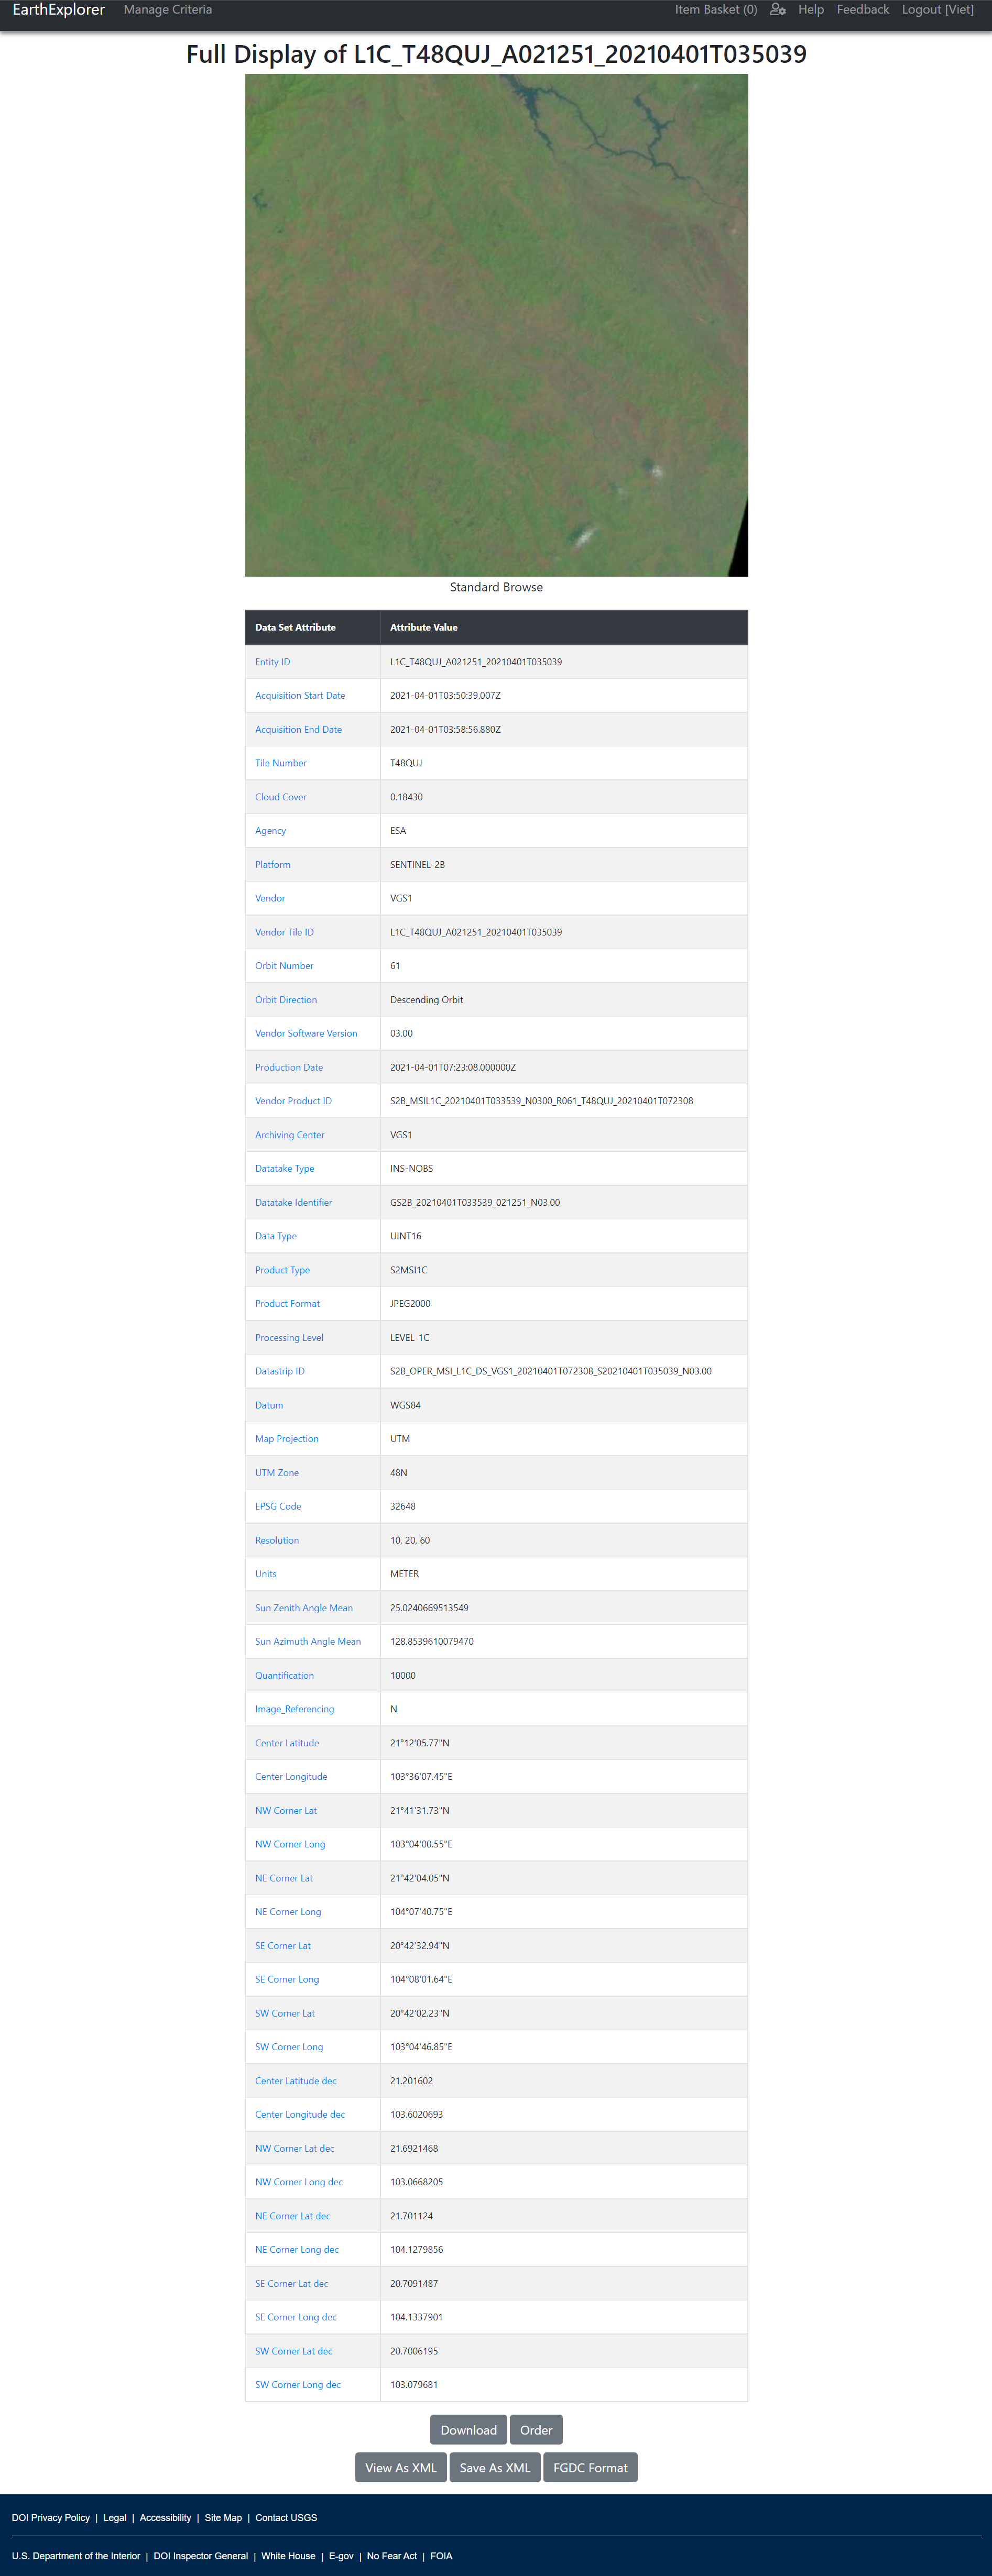 EarthExplorer Manage Criteria Item Basket (0) Help Feedback Logout [Viet]
Full Display of L1C_T48QUJ_A021251_20210401T035039
Standard Browse
Data Set Attribute Attribute Value
Entity ID L1C_T48QUJ_A021251_20210401T035039
Acquisition Start Date 2021-04-01T03:50:39.007Z
Acquisition End Date 2021-04-01T03:58:56.880Z
Tile Number T48QUJ
Cloud Cover 0.18430
Agency ESA
Platform SENTINEL-2B
Vendor VGS1
Vendor Tile ID L1C_T48QUJ_A021251_20210401T035039
Orbit Number 61
Orbit Direction Descending Orbit
Vendor Software Version 03.00
Production Date 2021-04-01T07:23:08.000000Z
Vendor Product ID S2B_MSIL1C_20210401T033539_N0300_R061_T48QUJ_20210401T072308
Archiving Center VGS1
Datatake Type INS-NOBS
Datatake Identifier GS2B_20210401T033539_021251_N03.00
Data Type UINT16
Product Type S2MSI1C
Product Format JPEG2000
Processing Level LEVEL-1C
Datastrip ID S2B_OPER_MSI_L1C_DS_VGS1_20210401T072308_S20210401T035039_N03.00
Datum WGS84
Map Projection UTM
UTM Zone 48N
EPSG Code 32648
Resolution 10, 20, 60
Units METER
Sun Zenith Angle Mean 25.0240669513549
Sun Azimuth Angle Mean 128.8539610079470
Quantification 10000
Image_Referencing N
Center Latitude 21°12'05.77"N
Center Longitude 103°36'07.45"E
NW Corner Lat 21°41'31.73"N
NW Corner Long 103°04'00.55"E
NE Corner Lat 21°42'04.05"N
NE Corner Long 104°07'40.75"E
SE Corner Lat 20°42'32.94"N
SE Corner Long 104°08'01.64"E
SW Corner Lat 20°42'02.23"N
SW Corner Long 103°04'46.85"E
Center Latitude dec 21.201602
Center Longitude dec 103.6020693
NW Corner Lat dec 21.6921468
NW Corner Long dec 103.0668205
NE Corner Lat dec 21.701124
NE Corner Long dec 104.1279856
SE Corner Lat dec 20.7091487
SE Corner Long dec 104.1337901
SW Corner Lat dec 20.7006195
SW Corner Long dec 103.079681
Download Order
View As XML Save As XML FGDC Format
DOI Privacy Policy | Legal | Accessibility | Site Map | Contact USGS
U.S. Department of the Interior | DOI Inspector General | White House | E-gov | No Fear Act | FOIA